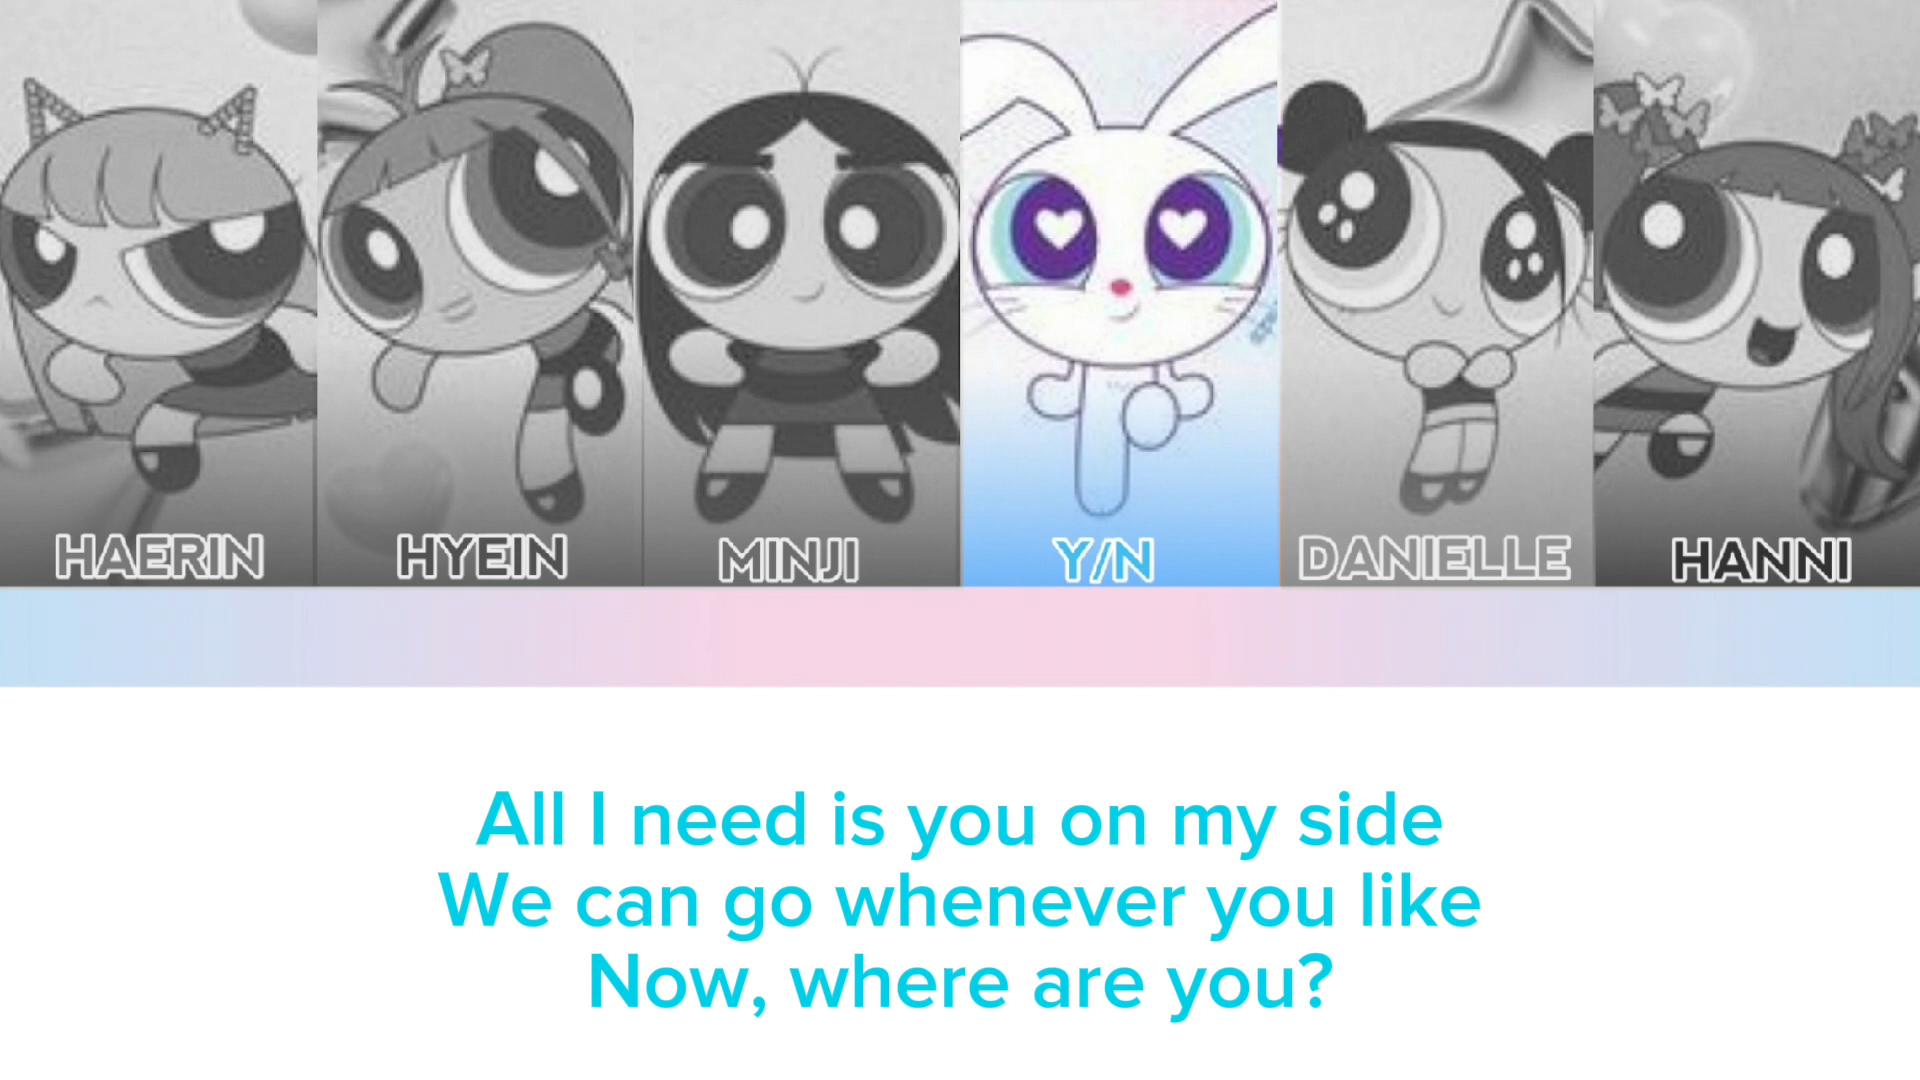 HAERIN
HYEIN
MINJI
Y/N
DANIELLE
HANNI
All I need is you on my side
We can go whenever you like
Now, where are you?